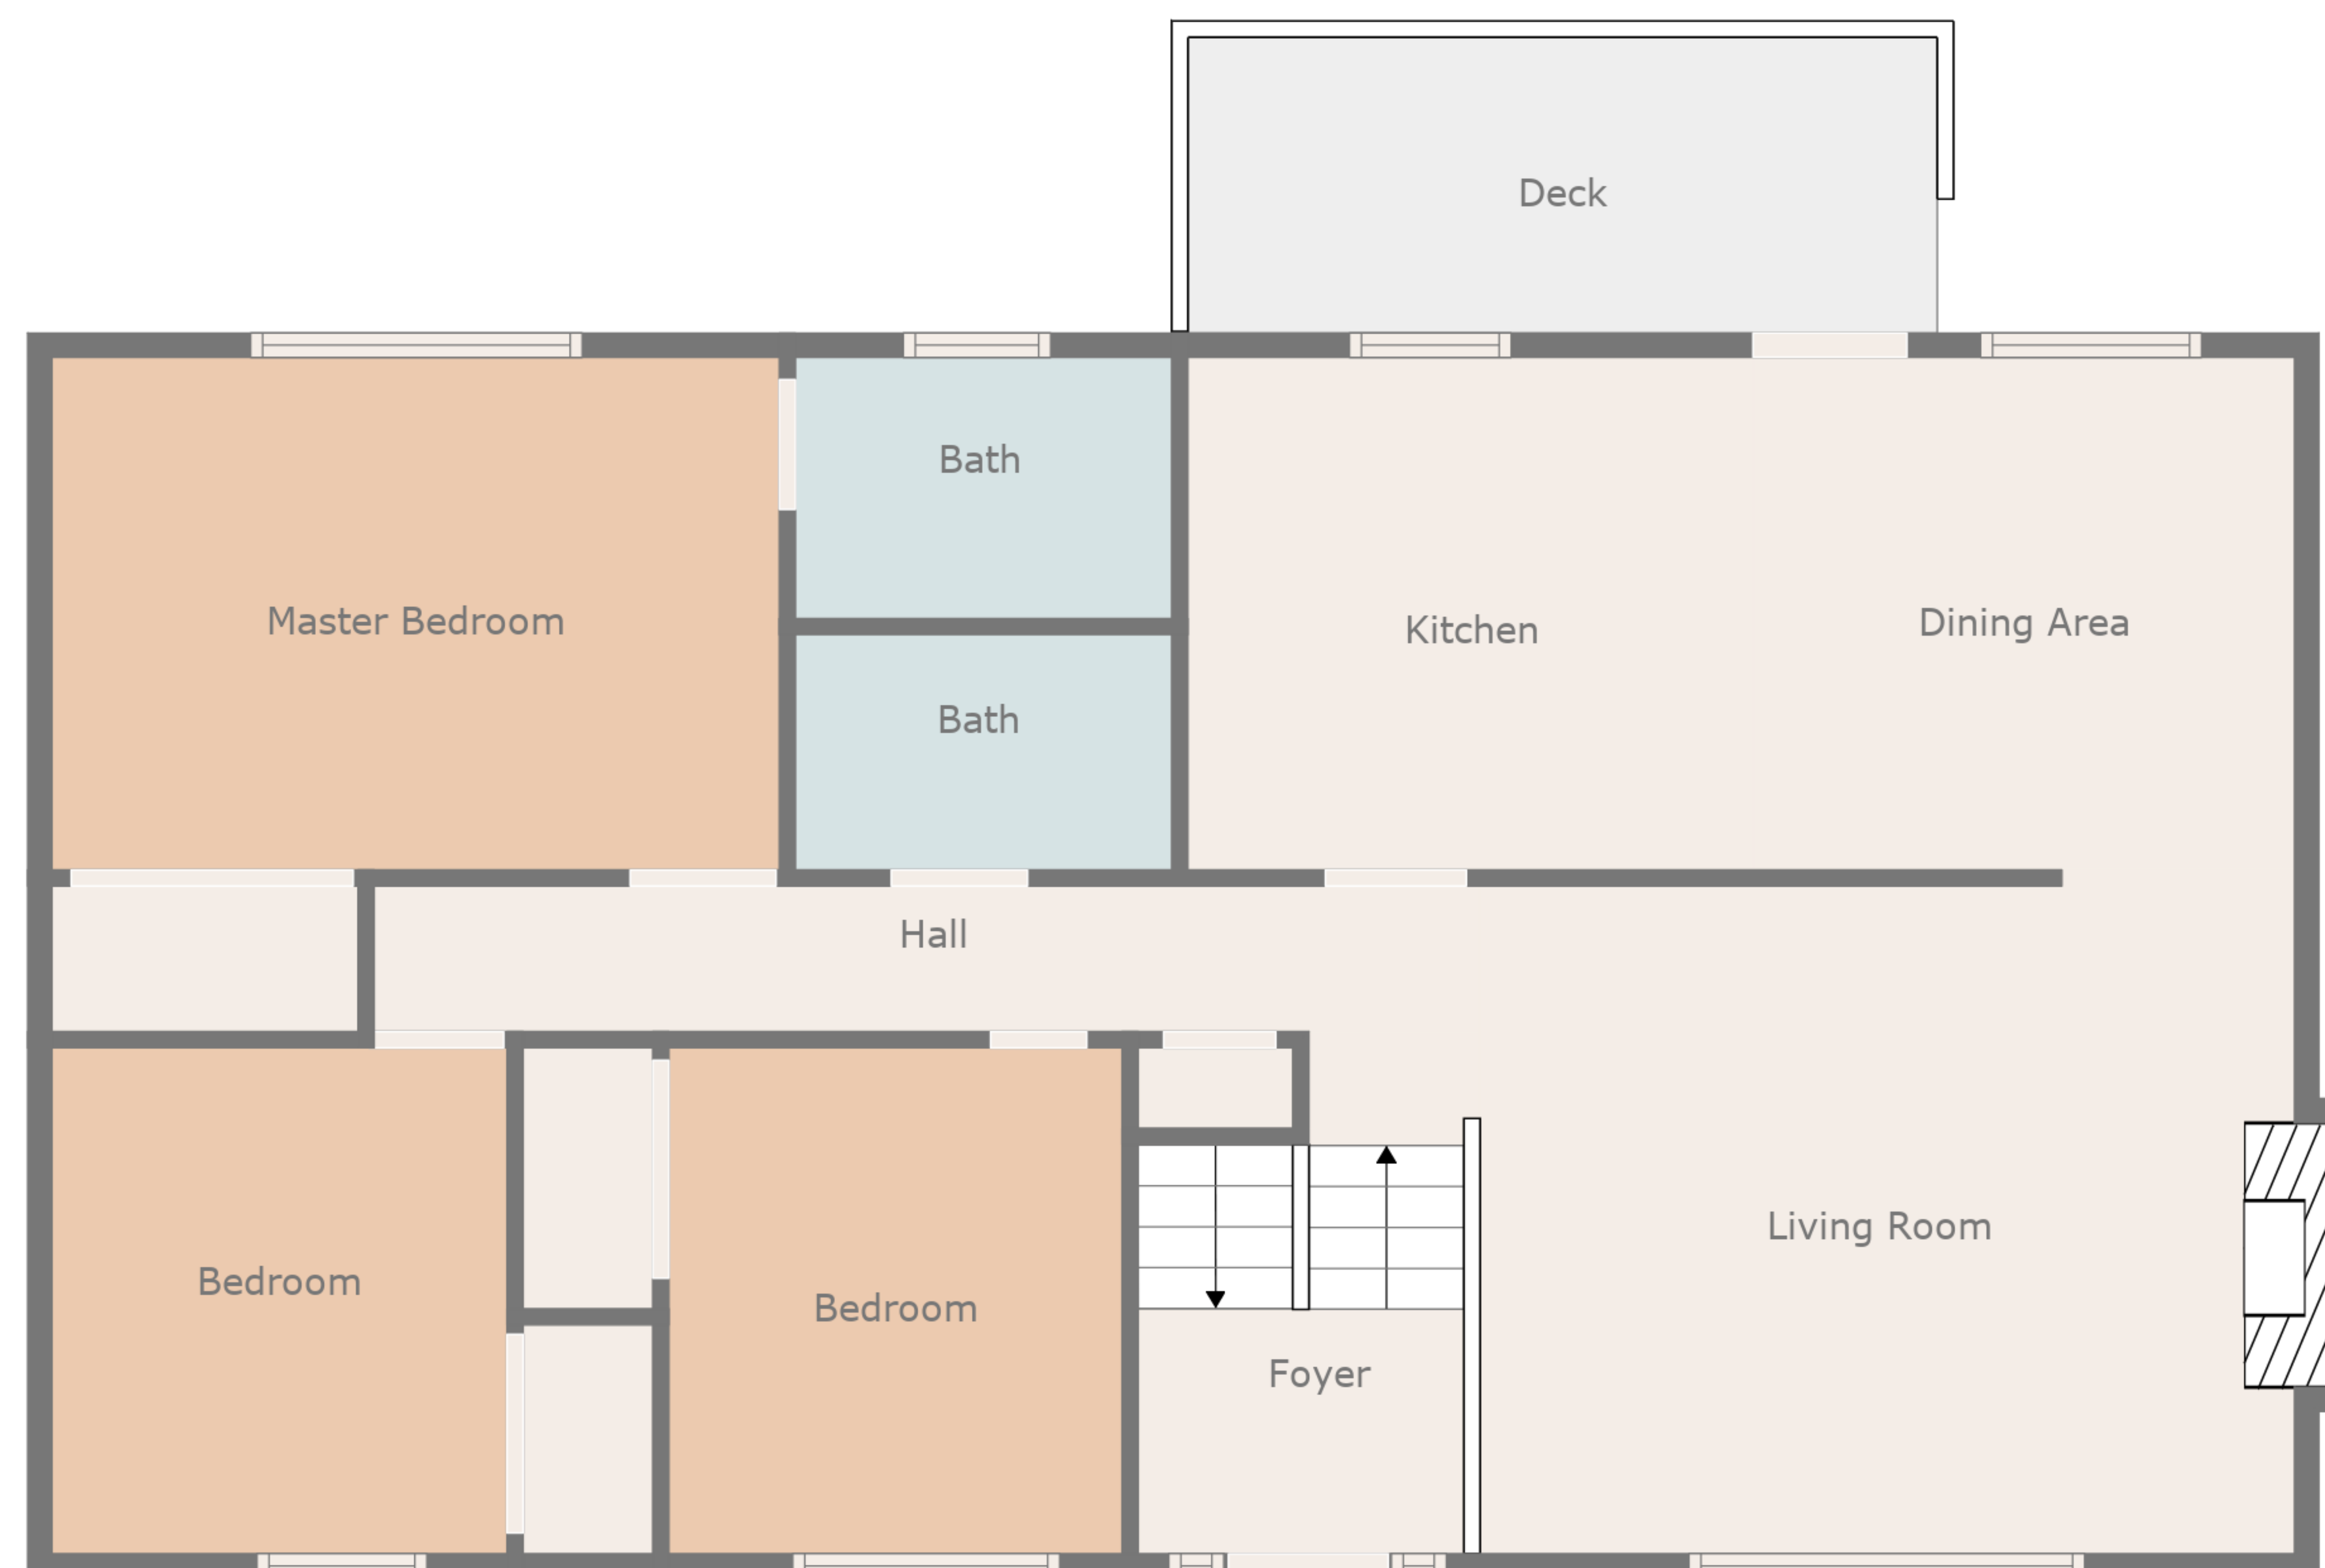 Deck
Bath
Master Bedroom
Kitchen
Dining Area
Bath
Hall
Living Room
Bedroom
Bedroom
Foyer